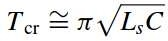 T_cr ≅ π√(L_s C)